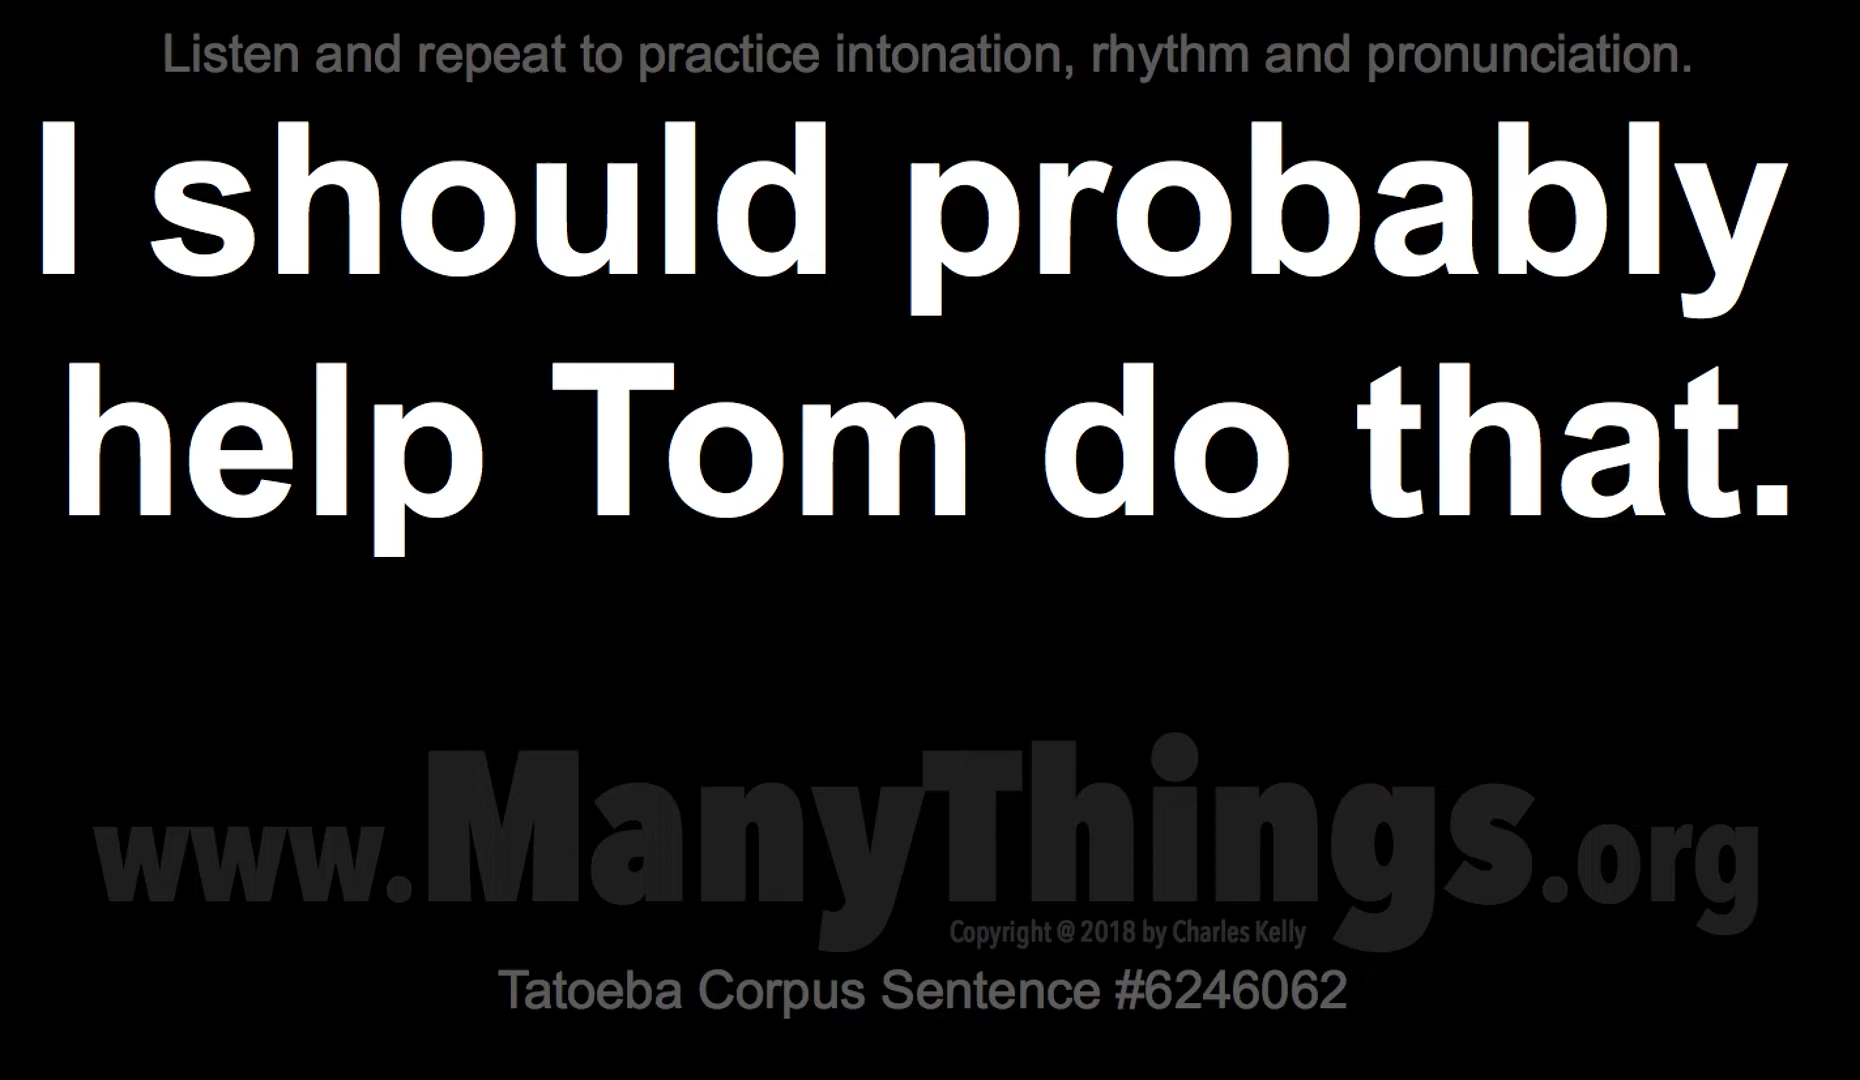 Listen and repeat to practice intonation, rhythm and pronunciation.
I should probably
help Tom do that.
www.ManyThings.org
Copyright @ 2018 by Charles Kelly
Tatoeba Corpus Sentence #6246062